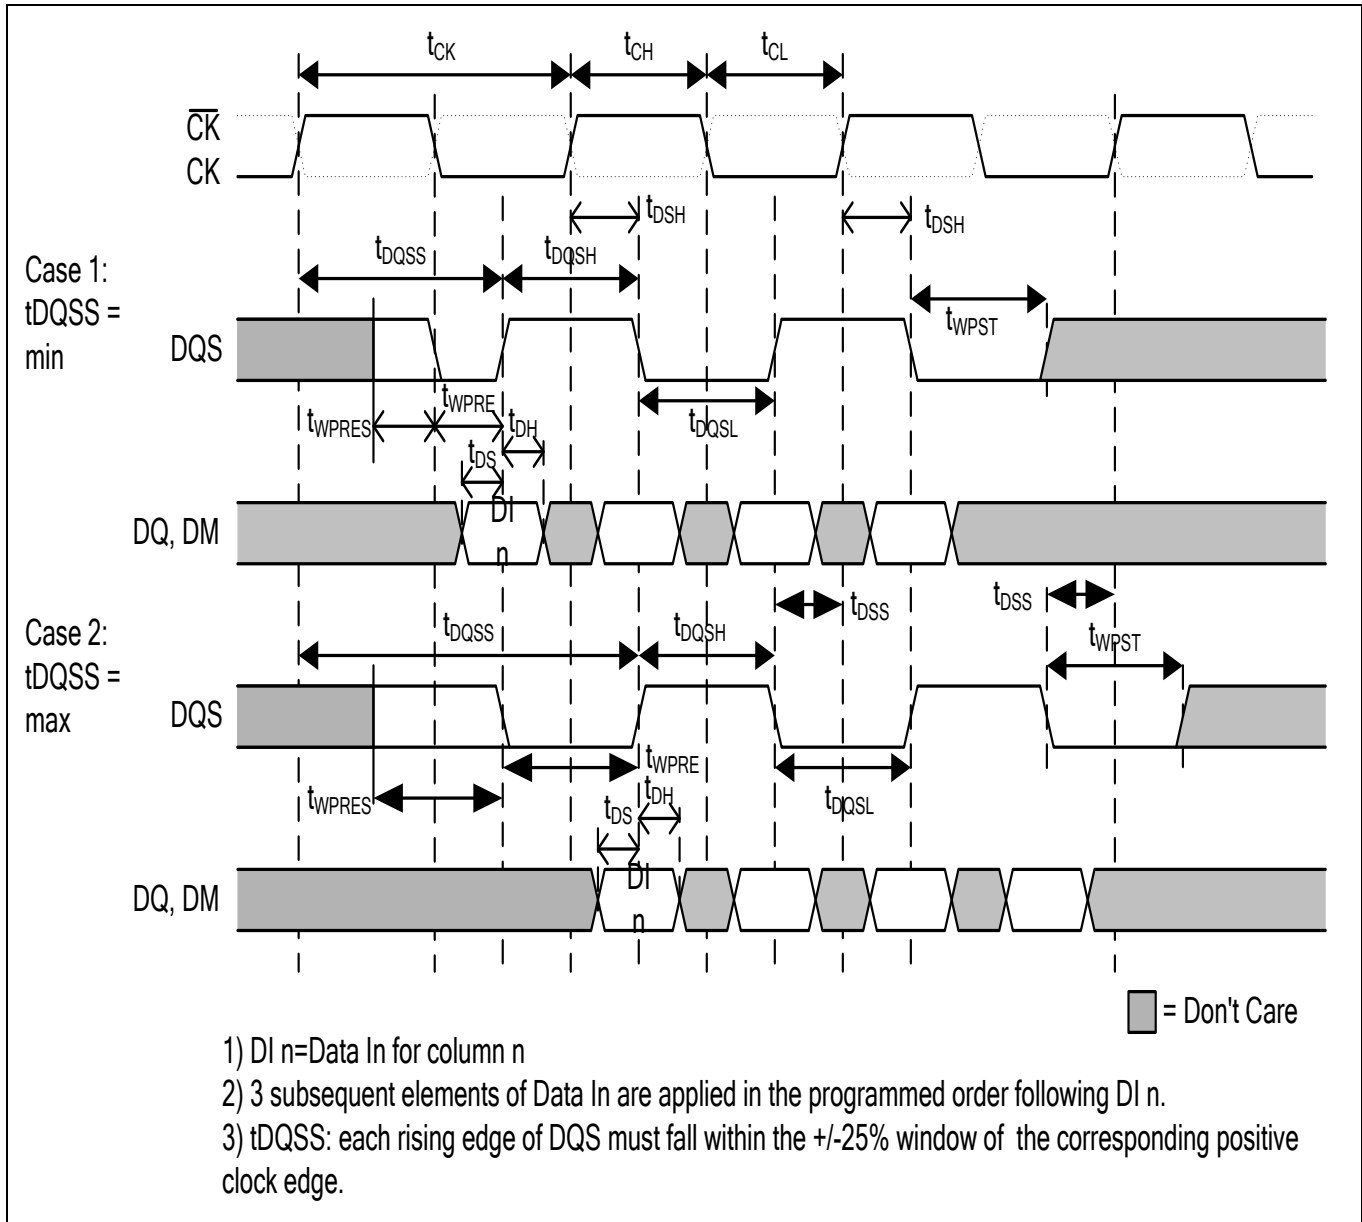 tCK tCH tCL
CK
CK
tDSH tDSH
tDQSS tDQSH
Case 1:
tDQSS =
min
DQS
tWPST
tWPRE
tWPRES tDH tDQSL
tDS
DQ, DM
DI
n
tDSS tDSS
Case 2:
tDQSS =
max
tDQSS tDQSH tWPST
DQS
tWPRE
tWPRES tDS tDH tDQSL
DQ, DM
DI
n
= Don't Care
1) DI n=Data In for column n
2) 3 subsequent elements of Data In are applied in the programmed order following DI n.
3) tDQSS: each rising edge of DQS must fall within the +/-25% window of the corresponding positive
clock edge.